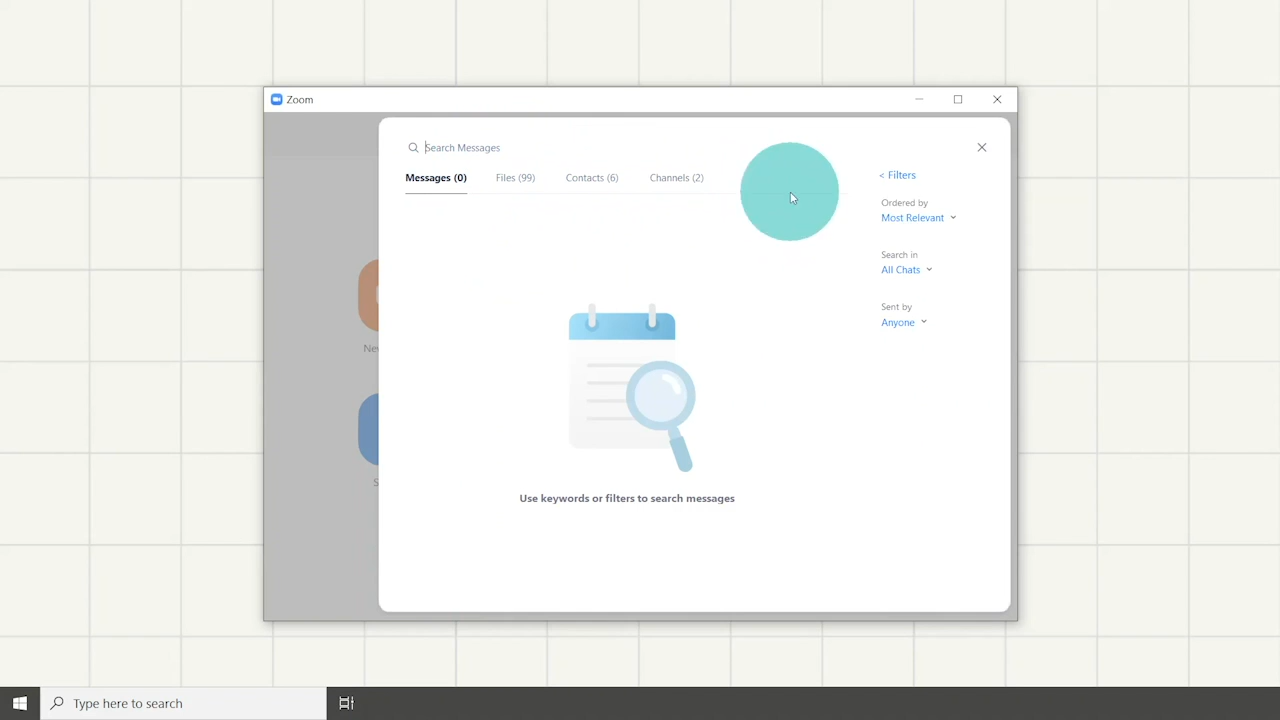 Zoom
Search Messages
Messages (0) Files (99) Contacts (6) Channels (2)
< Filters
Ordered by
Most Relevant
Search in
All Chats
Sent by
Anyone
Use keywords or filters to search messages
Type here to search